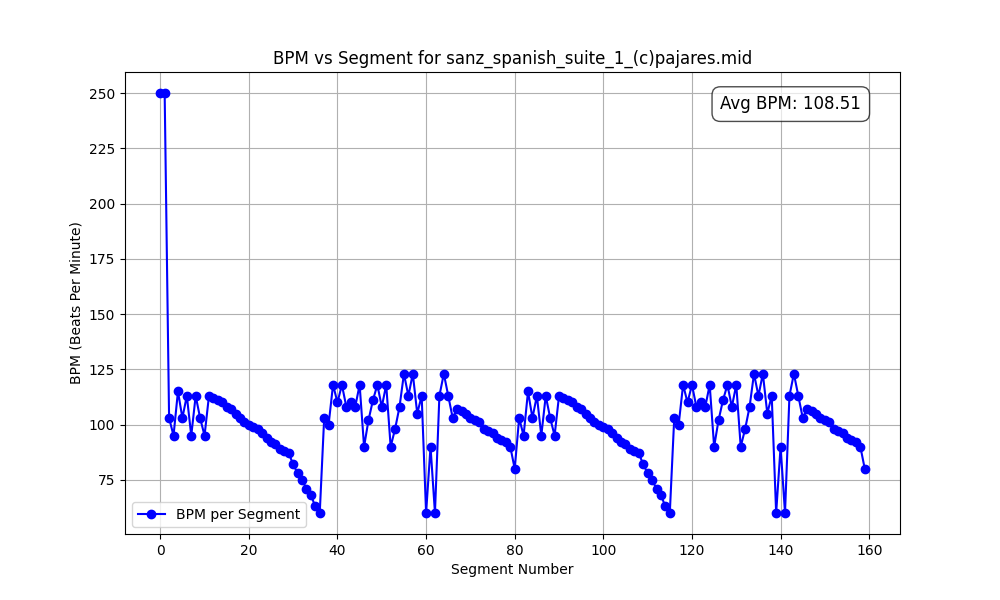 BPM vs Segment for sanz_spanish_suite_1_(c)pajares.mid
Avg BPM: 108.51
BPM (Beats Per Minute)
250
225
200
175
150
125
100
75
BPM per Segment
0 20 40 60 80 100 120 140 160
Segment Number